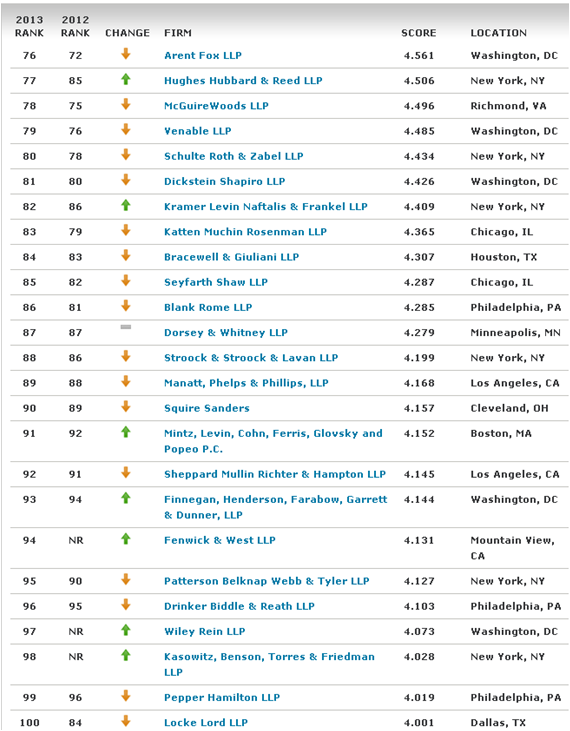 2013 2012
RANK RANK CHANGE FIRM SCORE LOCATION
76 72 Arent Fox LLP 4.561 Washington, DC
77 85 Hughes Hubbard & Reed LLP 4.506 New York, NY
78 75 McGuireWoods LLP 4.496 Richmond, VA
79 76 Venable LLP 4.485 Washington, DC
80 78 Schulte Roth & Zabel LLP 4.434 New York, NY
81 80 Dickstein Shapiro LLP 4.426 Washington, DC
82 86 Kramer Levin Naftalis & Frankel LLP 4.409 New York, NY
83 79 Katten Muchin Rosenman LLP 4.365 Chicago, IL
84 83 Bracewell & Giuliani LLP 4.307 Houston, TX
85 82 Seyfarth Shaw LLP 4.287 Chicago, IL
86 81 Blank Rome LLP 4.285 Philadelphia, PA
87 87 Dorsey & Whitney LLP 4.279 Minneapolis, MN
88 86 Stroock & Stroock & Lavan LLP 4.199 New York, NY
89 88 Manatt, Phelps & Phillips, LLP 4.168 Los Angeles, CA
90 89 Squire Sanders 4.157 Cleveland, OH
91 92 Mintz, Levin, Cohn, Ferris, Glovsky and 4.152 Boston, MA
Popeo P.C.
92 91 Sheppard Mullin Richter & Hampton LLP 4.145 Los Angeles, CA
93 94 Finnegan, Henderson, Farabow, Garrett 4.144 Washington, DC
& Dunner, LLP
94 NR Fenwick & West LLP 4.131 Mountain View,
CA
95 90 Patterson Belknap Webb & Tyler LLP 4.127 New York, NY
96 95 Drinker Biddle & Reath LLP 4.103 Philadelphia, PA
97 NR Wiley Rein LLP 4.073 Washington, DC
98 NR Kasowitz, Benson, Torres & Friedman 4.028 New York, NY
LLP
99 96 Pepper Hamilton LLP 4.019 Philadelphia, PA
100 84 Locke Lord LLP 4.001 Dallas, TX